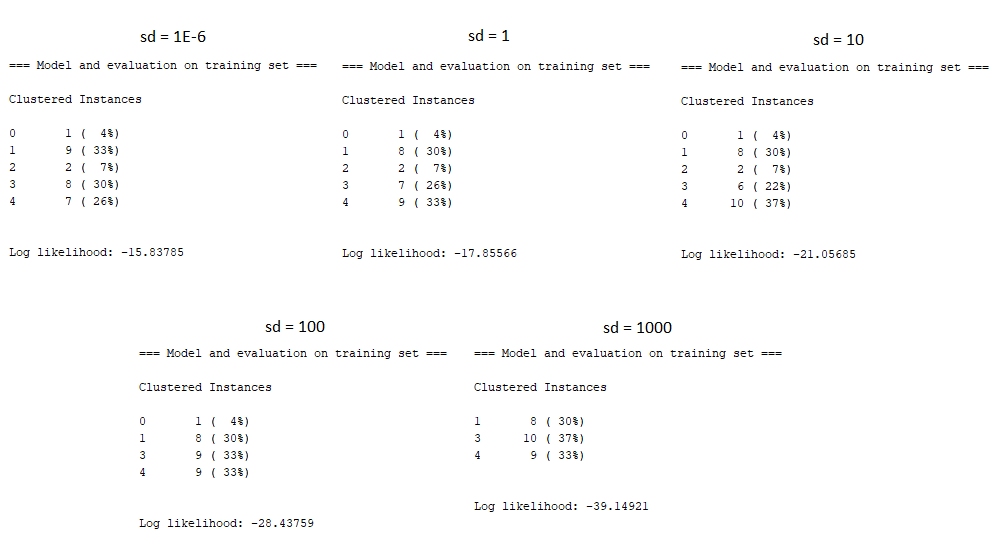 sd = 1E-6
=== Model and evaluation on training set ===
Clustered Instances
0 1 ( 4%)
1 9 ( 33%)
2 2 ( 7%)
3 8 ( 30%)
4 7 ( 26%)
Log likelihood: -15.83785
sd = 1
=== Model and evaluation on training set ===
Clustered Instances
0 1 ( 4%)
1 8 ( 30%)
2 2 ( 7%)
3 7 ( 26%)
4 9 ( 33%)
Log likelihood: -17.85566
sd = 10
=== Model and evaluation on training set ===
Clustered Instances
0 1 ( 4%)
1 8 ( 30%)
2 2 ( 7%)
3 6 ( 22%)
4 10 ( 37%)
Log likelihood: -21.05685
sd = 100
=== Model and evaluation on training set ===
Clustered Instances
0 1 ( 4%)
1 8 ( 30%)
3 9 ( 33%)
4 9 ( 33%)
Log likelihood: -28.43759
sd = 1000
=== Model and evaluation on training set ===
Clustered Instances
1 8 ( 30%)
3 10 ( 37%)
4 9 ( 33%)
Log likelihood: -39.14921